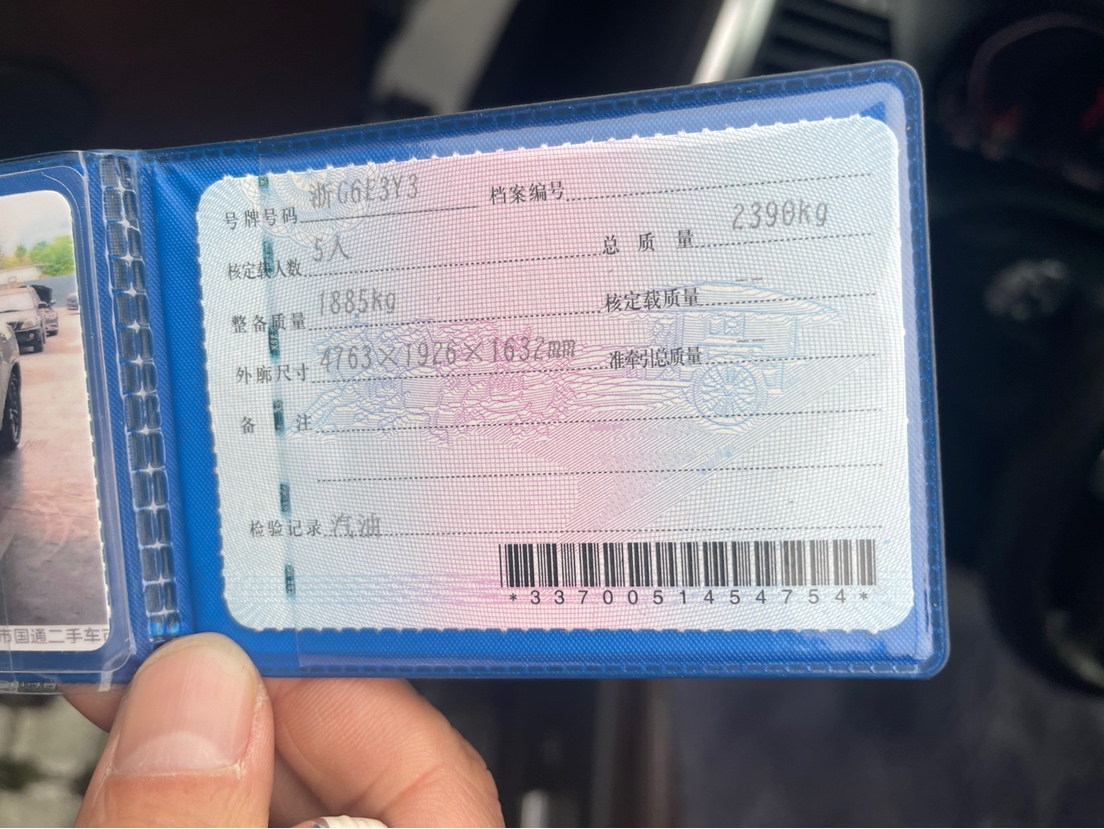 号牌号码 浙G6E3Y3 档案编号
核定载人数 5人 总质量 2390kg
整备质量 1885kg 核定载质量 --
外廓尺寸 4763×1926×1632mm 准牵引总质量 --
备注
检验记录 汽油
*3370051454754*
市国通二手车